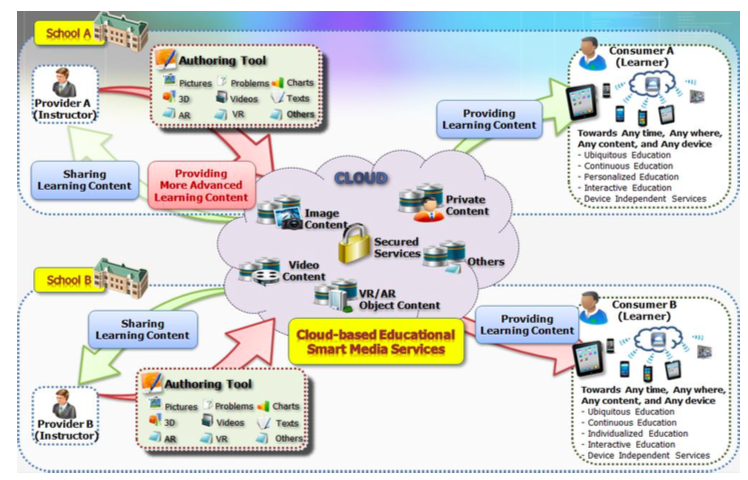 School A
Authoring Tool
Pictures
Problems
Charts
3D
Videos
Texts
AR
VR
Others
Provider A
(Instructor)
Sharing
Learning Content
Providing
More Advanced
Learning Content
Providing
Learning Content
Consumer A
(Learner)
Towards Any time, Any where,
Any content, and Any device
- Ubiquitous Education
- Continuous Education
- Personalized Education
- Interactive Education
- Device Independent Services
CLOUD
Image
Content
Private
Content
Secured
Services
Video
Content
Others
VR/AR
Object Content
Cloud-based Educational
Smart Media Services
School B
Sharing
Learning Content
Provider B
(Instructor)
Authoring Tool
Pictures
Problems
Charts
3D
Videos
Texts
AR
VR
Others
Providing
Learning Content
Consumer B
(Learner)
Towards Any time, Any where,
Any content, and Any device
- Ubiquitous Education
- Continuous Education
- Individualized Education
- Interactive Education
- Device Independent Services